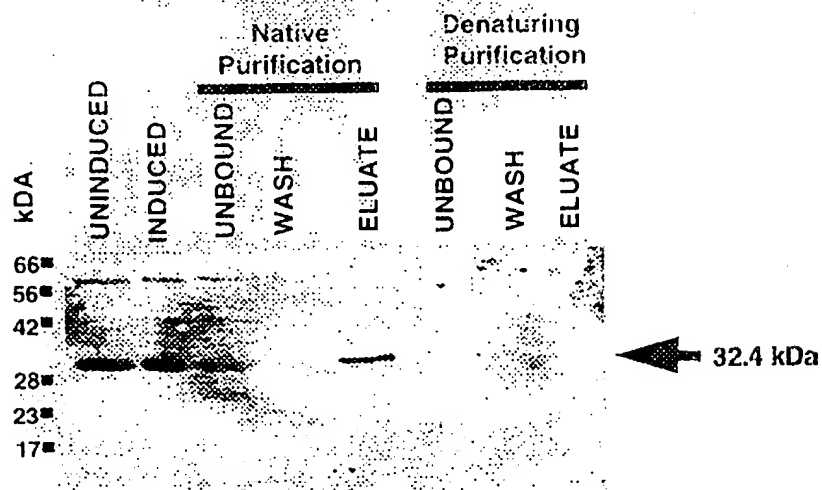 Native
Purification
Denaturing
Purification
kDA
UNINDUCED
INDUCED
UNBOUND
WASH
ELUATE
UNBOUND
WASH
ELUATE
66
56
42
28
23
17
32.4 kDa